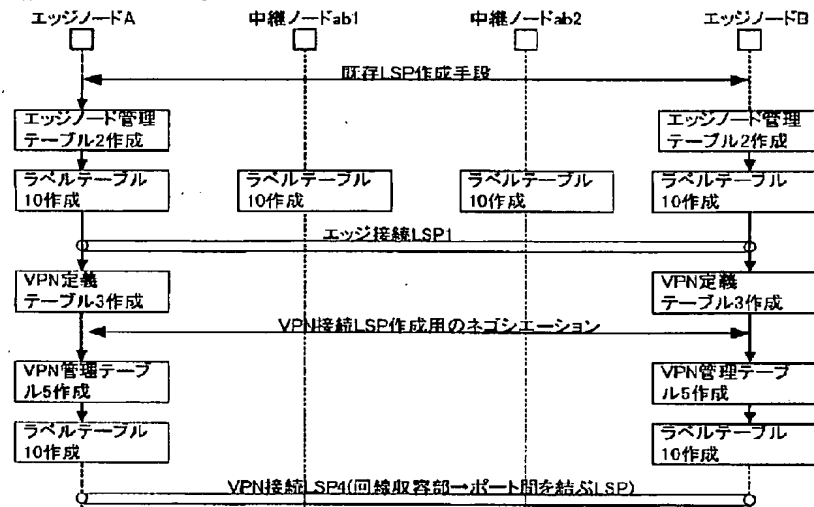 エッジノードA 中継ノードab1 中継ノードab2 エッジノードB
既存LSP作成手段
エッジノード管理
テーブル2作成
エッジノード管理
テーブル2作成
ラベルテーブル
10作成
ラベルテーブル
10作成
ラベルテーブル
10作成
ラベルテーブル
10作成
エッジ接続LSP1
VPN定義
テーブル3作成
VPN定義
テーブル3作成
VPN接続LSP作成用のネゴシエーション
VPN管理テーブ
ル5作成
VPN管理テーブ
ル5作成
ラベルテーブル
10作成
ラベルテーブル
10作成
VPN接続LSP4(回線収容部→ポート間を結ぶLSP)